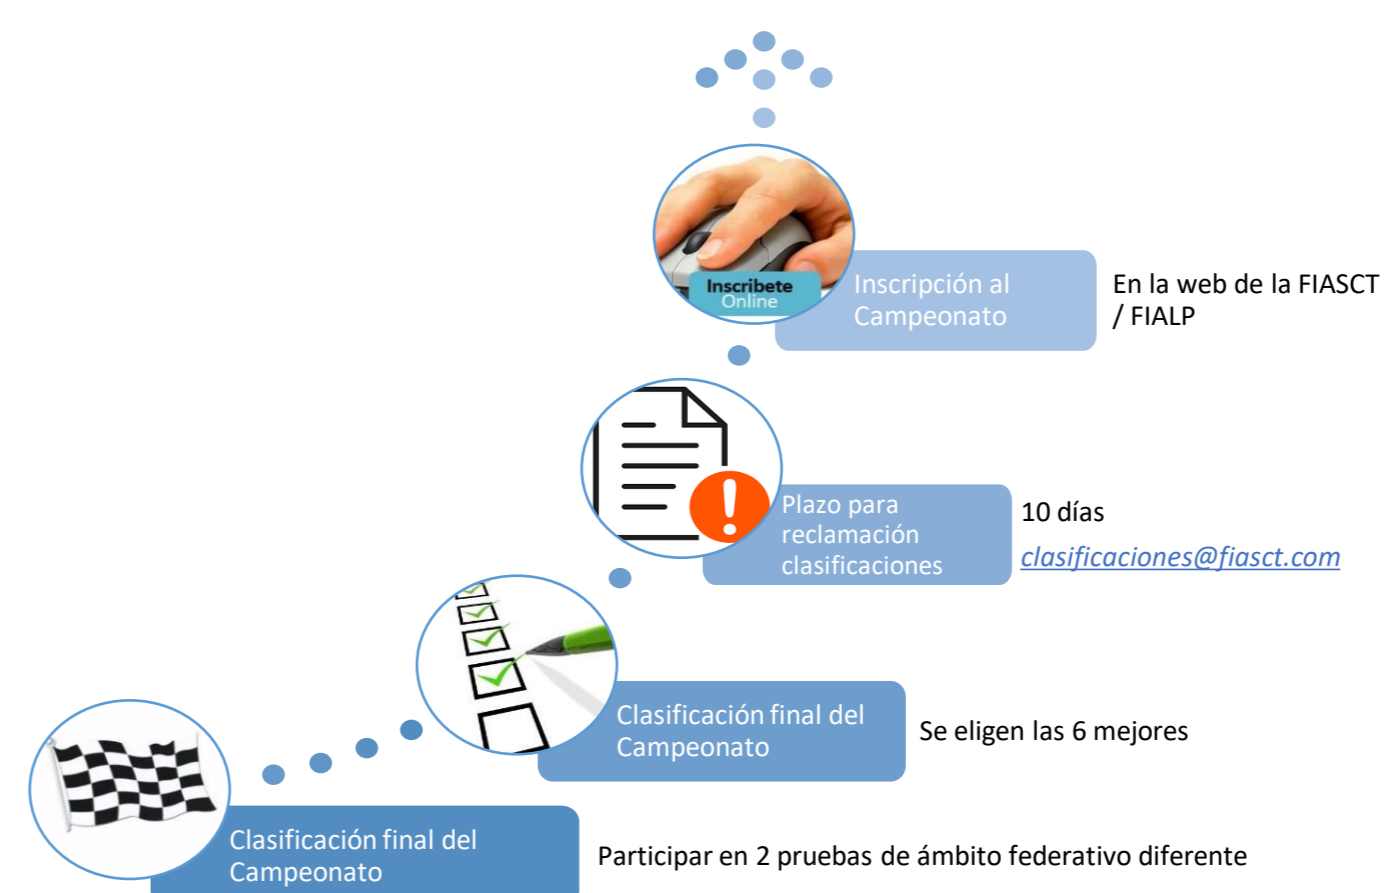 Inscribete
Online
Inscripción al
Campeonato
En la web de la FIASCT
/ FIALP
Plazo para
reclamación
clasificaciones
10 días
clasificaciones@fiasct.com
Clasificación final del
Campeonato
Se eligen las 6 mejores
Clasificación final del
Campeonato
Participar en 2 pruebas de ámbito federativo diferente